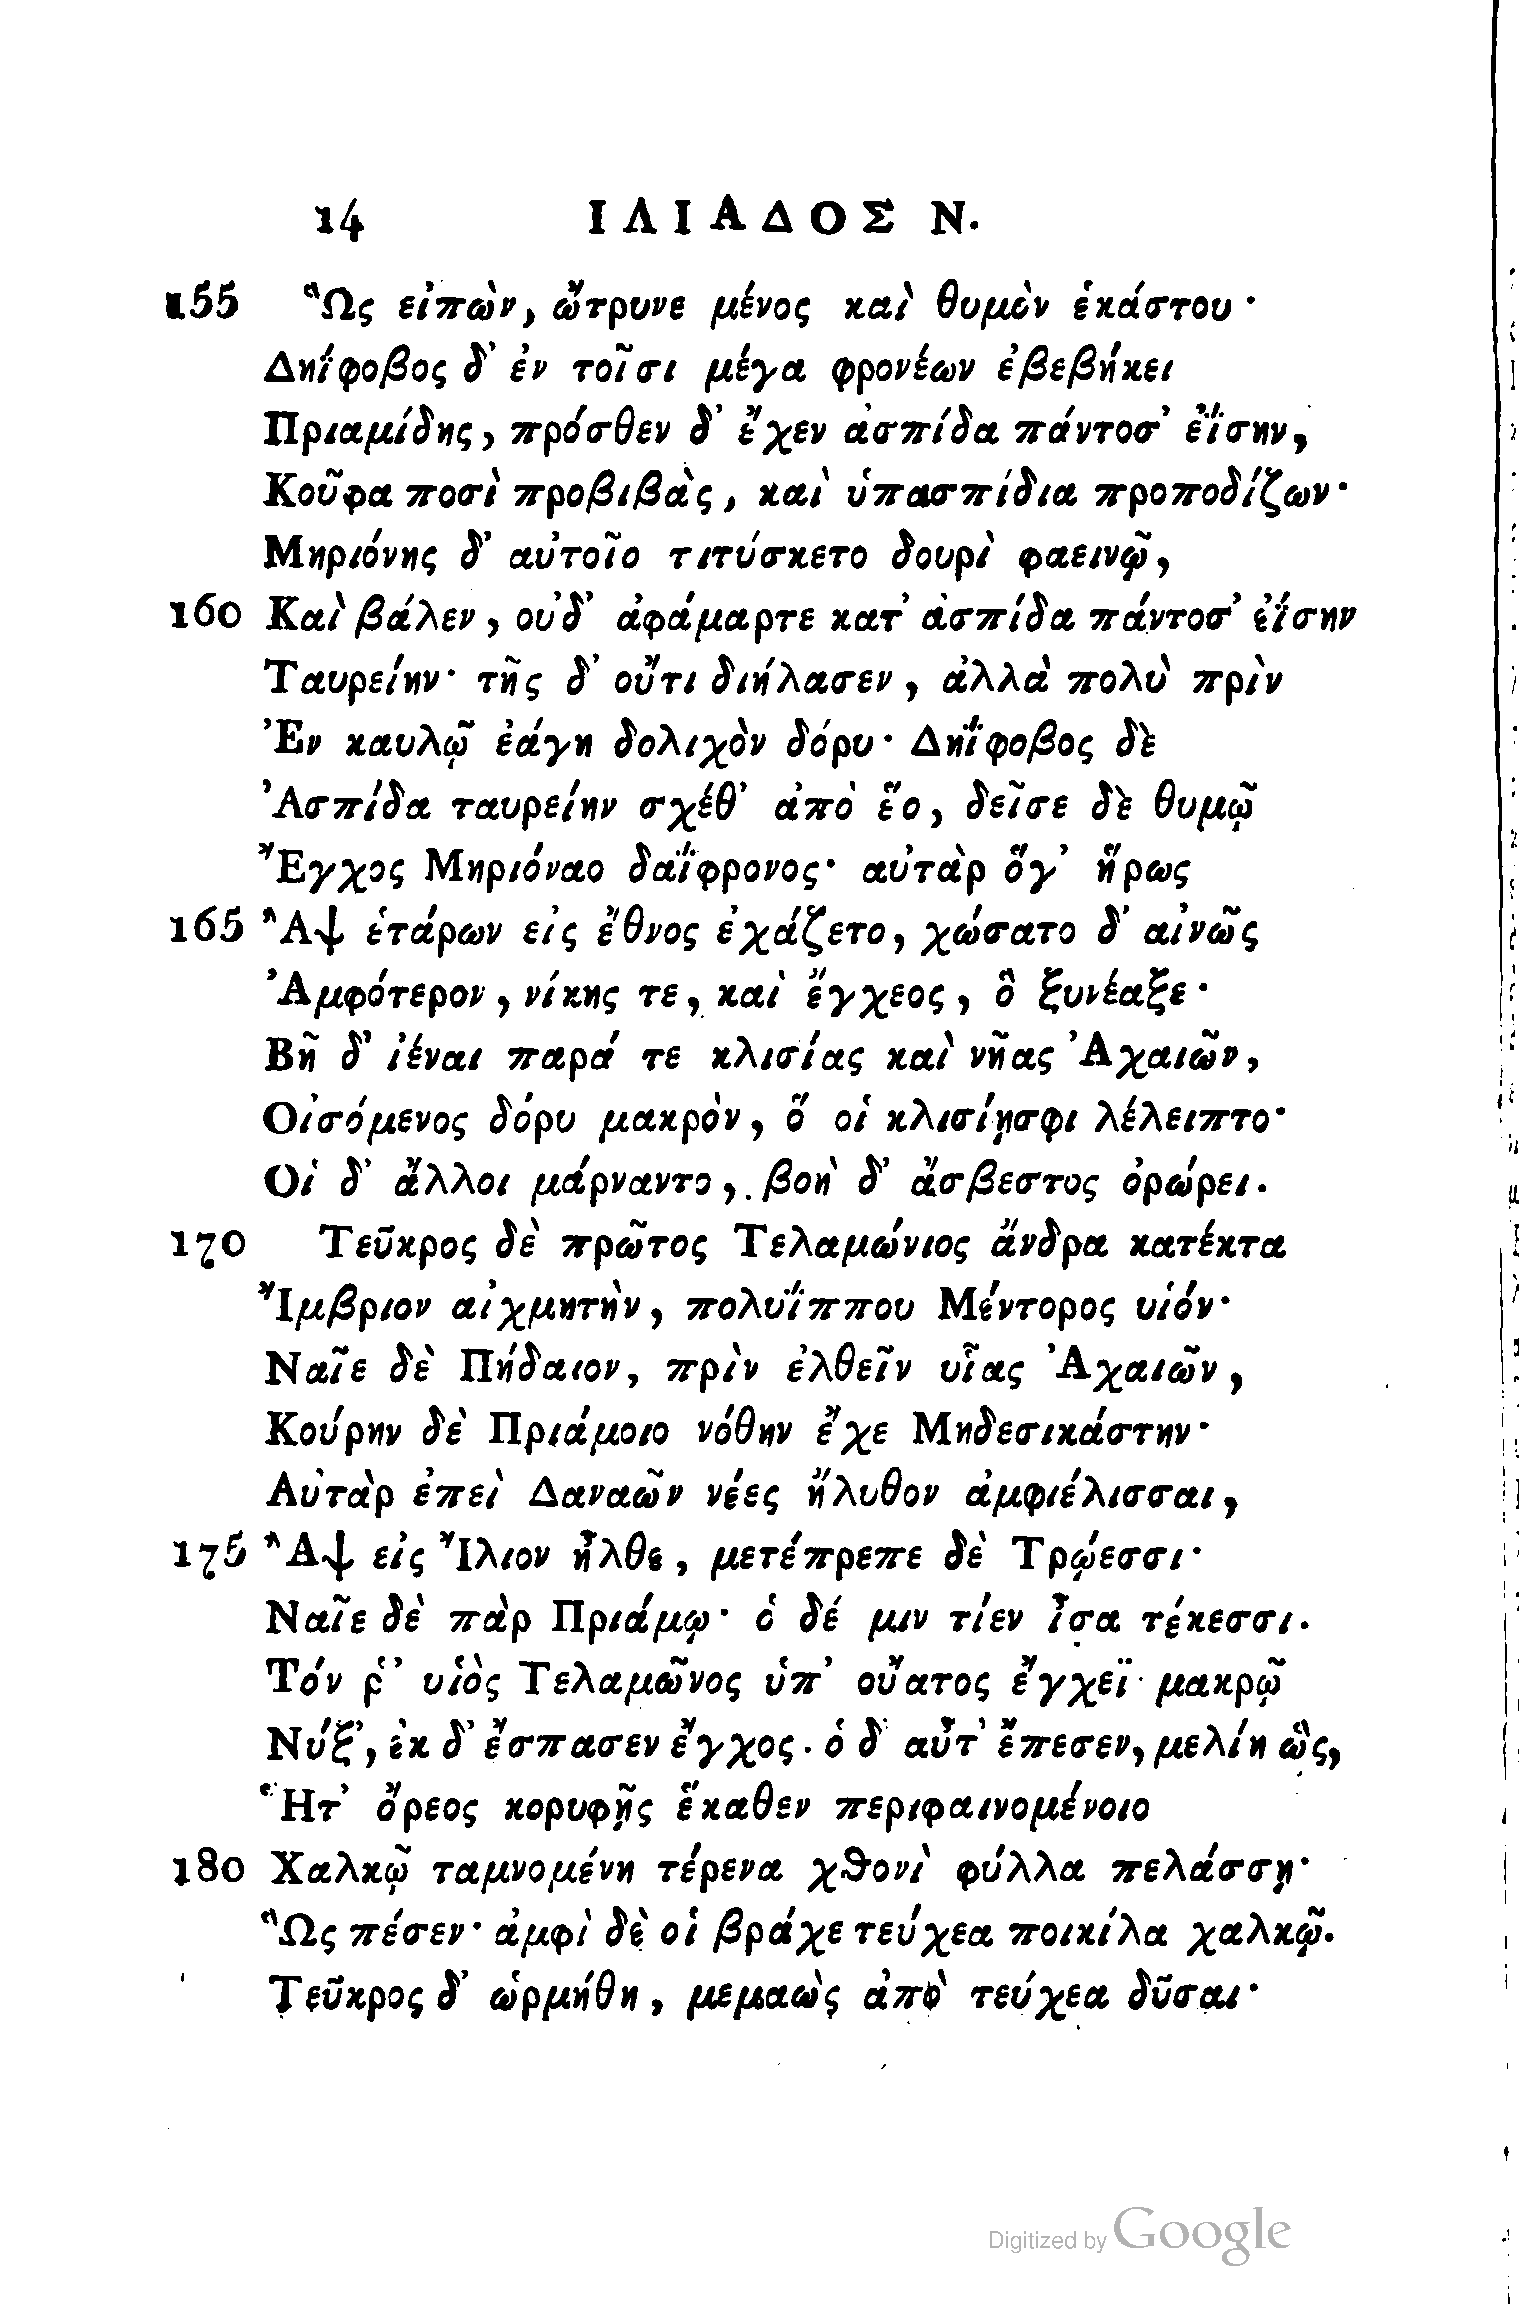 14 ΙΛΙΑΔΟΣ Ν.
155 Ὣς εἰπὼν, ὤτρυνε μένος καὶ θυμὸν ἑκάστου·
Δηΐφοβος δ᾽ ἐν τοῖσι μέγα φρονέων ἐβεβήκει
Πριαμίδης, πρόσθεν δ᾽ ἔχεν ἀσπίδα πάντοσ᾽ ἐΐσην,
Κοῦφα ποσὶ προβιβὰς, καὶ ὑπασπίδια προποδίζων·
Μηριόνης δ᾽ αὐτοῖο τιτύσκετο δουρὶ φαεινῷ,
160 Καὶ βάλεν, οὐδ᾽ ἀφάμαρτε κατ᾽ ἀσπίδα πάντοσ᾽ ἐΐσην
Ταυρείην· τῆς δ᾽ οὔτι διήλασεν, ἀλλὰ πολὺ πρὶν
Ἐν καυλῷ ἐάγη δολιχὸν δόρυ· Δηΐφοβος δὲ
Ἀσπίδα ταυρείην σχέθ᾽ ἀπὸ ἕο, δεῖσε δὲ θυμῷ
Ἔγχος Μηριόναο δαΐφρονος· αὐτὰρ ὅγ᾽ ἥρως
165 Ἂψ ἑτάρων εἰς ἔθνος ἐχάζετο, χώσατο δ᾽ αἰνῶς
Ἀμφότερον, νίκης τε, καὶ ἔγχεος, ὃ ξυνέαξε·
Βῆ δ᾽ ἰέναι παρά τε κλισίας καὶ νῆας Ἀχαιῶν,
Οἰσόμενος δόρυ μακρὸν, ὅ οἱ κλισίῃσφι λέλειπτο·
Οἱ δ᾽ ἄλλοι μάρναντο, βοὴ δ᾽ ἄσβεστος ὀρώρει.
170 Τεῦκρος δὲ πρῶτος Τελαμώνιος ἄνδρα κατέκτα
Ἴμβριον αἰχμητὴν, πολυΐππου Μέντορος υἱόν·
Ναῖε δὲ Πήδαιον, πρὶν ἐλθεῖν υἷας Ἀχαιῶν,
Κούρην δὲ Πριάμοιο νόθην ἔχε Μηδεσικάστην·
Αὐτὰρ ἐπεὶ Δαναῶν νέες ἤλυθον ἀμφιέλισσαι,
175 Ἂψ εἰς Ἴλιον ἦλθε, μετέπρεπε δὲ Τρώεσσι·
Ναῖε δὲ πὰρ Πριάμῳ· ὁ δέ μιν τίεν ἶσα τέκεσσι.
Τόν ῥ᾽ υἱὸς Τελαμῶνος ὑπ᾽ οὔατος ἔγχεϊ μακρῷ
Νύξ᾽, ἐκ δ᾽ ἔσπασεν ἔγχος· ὁ δ᾽ αὖτ᾽ ἔπεσεν, μελίη ὣς,
Ἥτ᾽ ὄρεος κορυφῇς ἕκαθεν περιφαινομένοιο
180 Χαλκῷ ταμνομένη τέρενα χθονὶ φύλλα πελάσσῃ·
Ὣς πέσεν· ἀμφὶ δὲ οἱ βράχε τεύχεα ποικίλα χαλκῷ.
Τεῦκρος δ᾽ ὡρμήθη, μεμαὼς ἀπὸ τεύχεα δῦσαι·
Digitized by Google